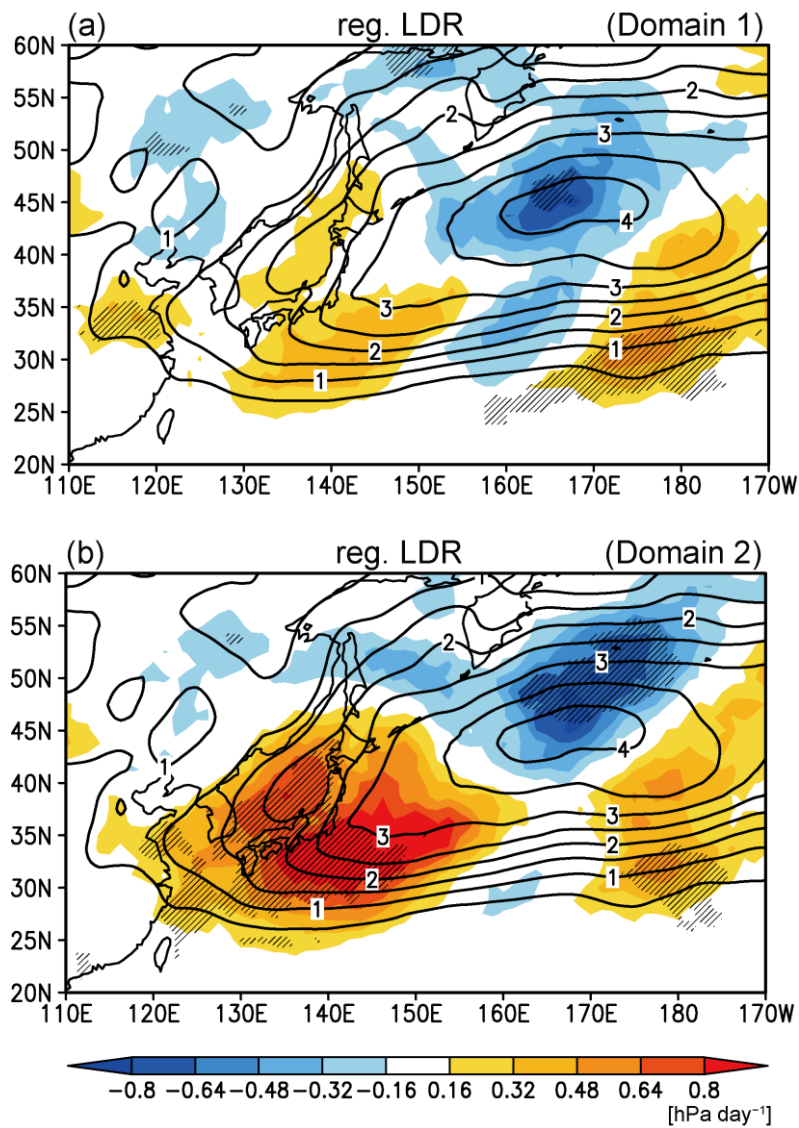 (a) reg. LDR (Domain 1)
60N
55N
50N
45N
40N
35N
30N
25N
20N
2
3
4
1
3
3
2
2
1
1
110E 120E 130E 140E 150E 160E 170E 180 170W
(b) reg. LDR (Domain 2)
60N
55N
50N
45N
40N
35N
30N
25N
20N
2
2
3
4
1
3
3
2
2
1
1
110E 120E 130E 140E 150E 160E 170E 180 170W
−0.8 −0.64 −0.48 −0.32 −0.16 0.16 0.32 0.48 0.64 0.8
[hPa day⁻¹]